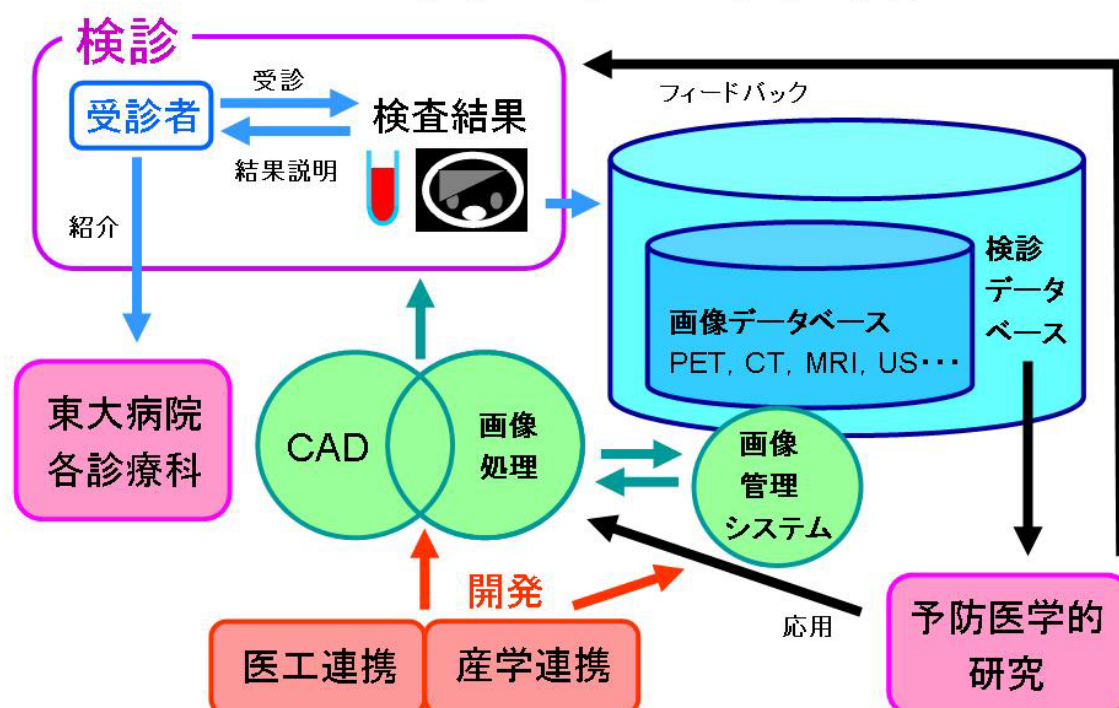 検診
受診者
受診
検査結果
結果説明
紹介
フィードバック
検診
データ
ベース
画像データベース
PET, CT, MRI, US・・・
東大病院
各診療科
CAD
画像
処理
画像
管理
システム
開発
医工連携
産学連携
応用
予防医学的
研究